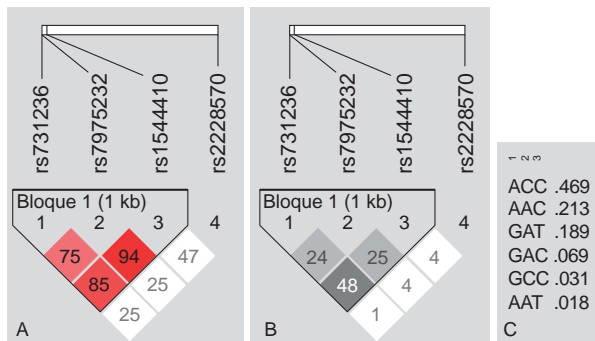 rs731236
rs7975232
rs1544410
rs2228570
Bloque 1 (1 kb)
1 2 3 4
75 94 47
85 25
25
A
rs731236
rs7975232
rs1544410
rs2228570
Bloque 1 (1 kb)
1 2 3 4
24 25 4
48 4
1
B
1 2 3
ACC .469
AAC .213
GAT .189
GAC .069
GCC .031
AAT .018
C